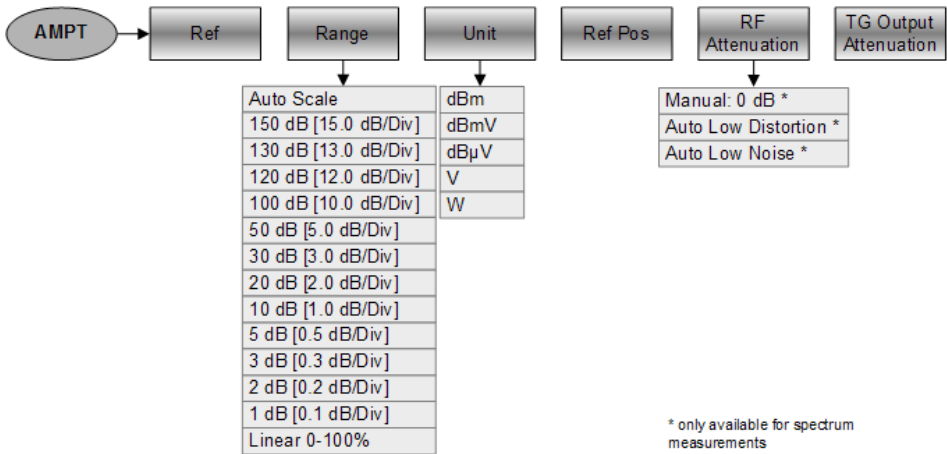 AMPT
Ref
Range
Unit
Ref Pos
RF
Attenuation
TG Output
Attenuation
Auto Scale
150 dB [15.0 dB/Div]
130 dB [13.0 dB/Div]
120 dB [12.0 dB/Div]
100 dB [10.0 dB/Div]
50 dB [5.0 dB/Div]
30 dB [3.0 dB/Div]
20 dB [2.0 dB/Div]
10 dB [1.0 dB/Div]
5 dB [0.5 dB/Div]
3 dB [0.3 dB/Div]
2 dB [0.2 dB/Div]
1 dB [0.1 dB/Div]
Linear 0-100%
dBm
dBmV
dBµV
V
W
Manual: 0 dB *
Auto Low Distortion *
Auto Low Noise *
* only available for spectrum
measurements